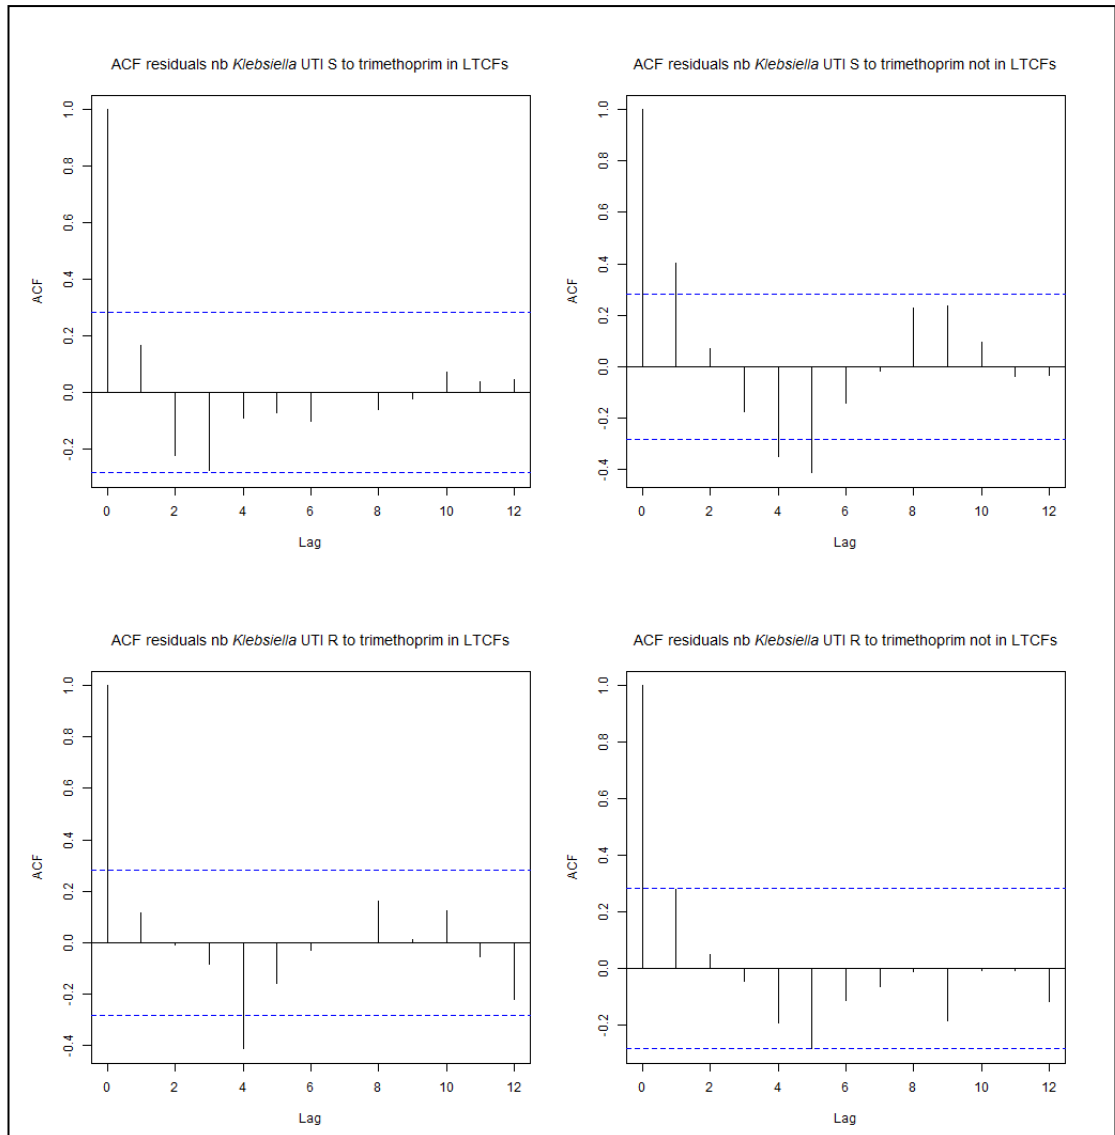 ACF residuals nb Klebsiella UTI S to trimethoprim in LTCFs
ACF
1.0
0.8
0.6
0.4
0.2
0.0
-0.2
0 2 4 6 8 10 12
Lag
ACF residuals nb Klebsiella UTI S to trimethoprim not in LTCFs
ACF
1.0
0.8
0.6
0.4
0.2
0.0
-0.2
-0.4
0 2 4 6 8 10 12
Lag
ACF residuals nb Klebsiella UTI R to trimethoprim in LTCFs
ACF
1.0
0.8
0.6
0.4
0.2
0.0
-0.2
-0.4
0 2 4 6 8 10 12
Lag
ACF residuals nb Klebsiella UTI R to trimethoprim not in LTCFs
ACF
1.0
0.8
0.6
0.4
0.2
0.0
-0.2
0 2 4 6 8 10 12
Lag